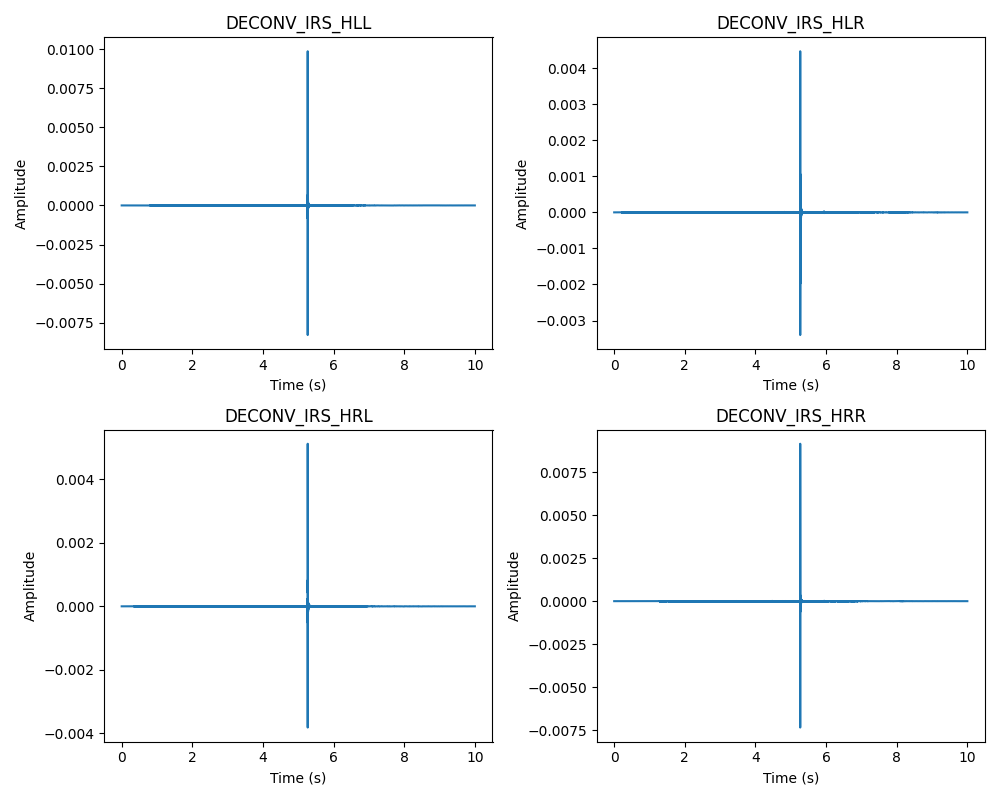 DECONV_IRS_HLL
0.0100
0.0075
0.0050
0.0025
0.0000
−0.0025
−0.0050
−0.0075
Amplitude
0 2 4 6 8 10
Time (s)
DECONV_IRS_HLR
0.004
0.003
0.002
0.001
0.000
−0.001
−0.002
−0.003
Amplitude
0 2 4 6 8 10
Time (s)
DECONV_IRS_HRL
0.004
0.002
0.000
−0.002
−0.004
Amplitude
0 2 4 6 8 10
Time (s)
DECONV_IRS_HRR
0.0075
0.0050
0.0025
0.0000
−0.0025
−0.0050
−0.0075
Amplitude
0 2 4 6 8 10
Time (s)